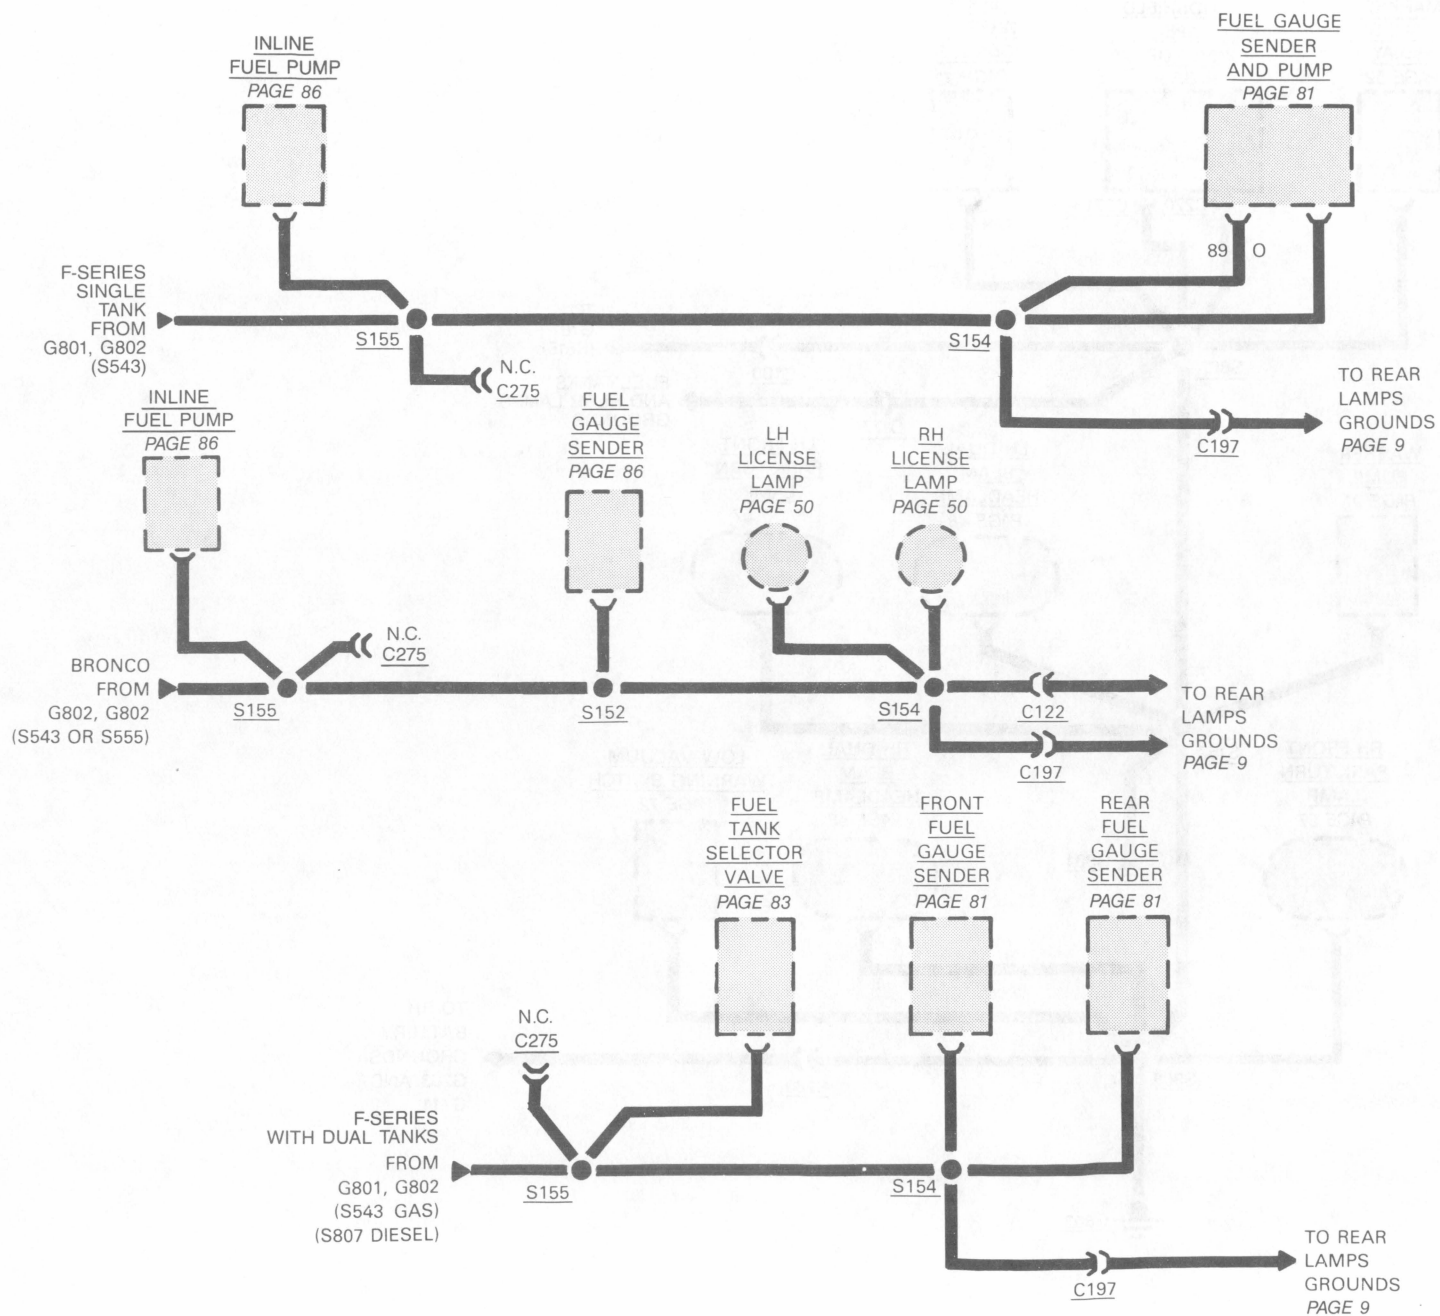 INLINE
FUEL PUMP
PAGE 86
FUEL GAUGE
SENDER
AND PUMP
PAGE 81
89 O
F-SERIES
SINGLE
TANK
FROM
G801, G802
(S543)
S155
S154
N.C.
C275
C197
TO REAR
LAMPS
GROUNDS
PAGE 9
INLINE
FUEL PUMP
PAGE 86
FUEL
GAUGE
SENDER
PAGE 86
LH
LICENSE
LAMP
PAGE 50
RH
LICENSE
LAMP
PAGE 50
N.C.
C275
BRONCO
FROM
G802, G802
(S543 OR S555)
S155
S152
S154
C122
C197
TO REAR
LAMPS
GROUNDS
PAGE 9
FUEL
TANK
SELECTOR
VALVE
PAGE 83
FRONT
FUEL
GAUGE
SENDER
PAGE 81
REAR
FUEL
GAUGE
SENDER
PAGE 81
N.C.
C275
F-SERIES
WITH DUAL TANKS
FROM
G801, G802
(S543 GAS)
(S807 DIESEL)
S155
S154
C197
TO REAR
LAMPS
GROUNDS
PAGE 9